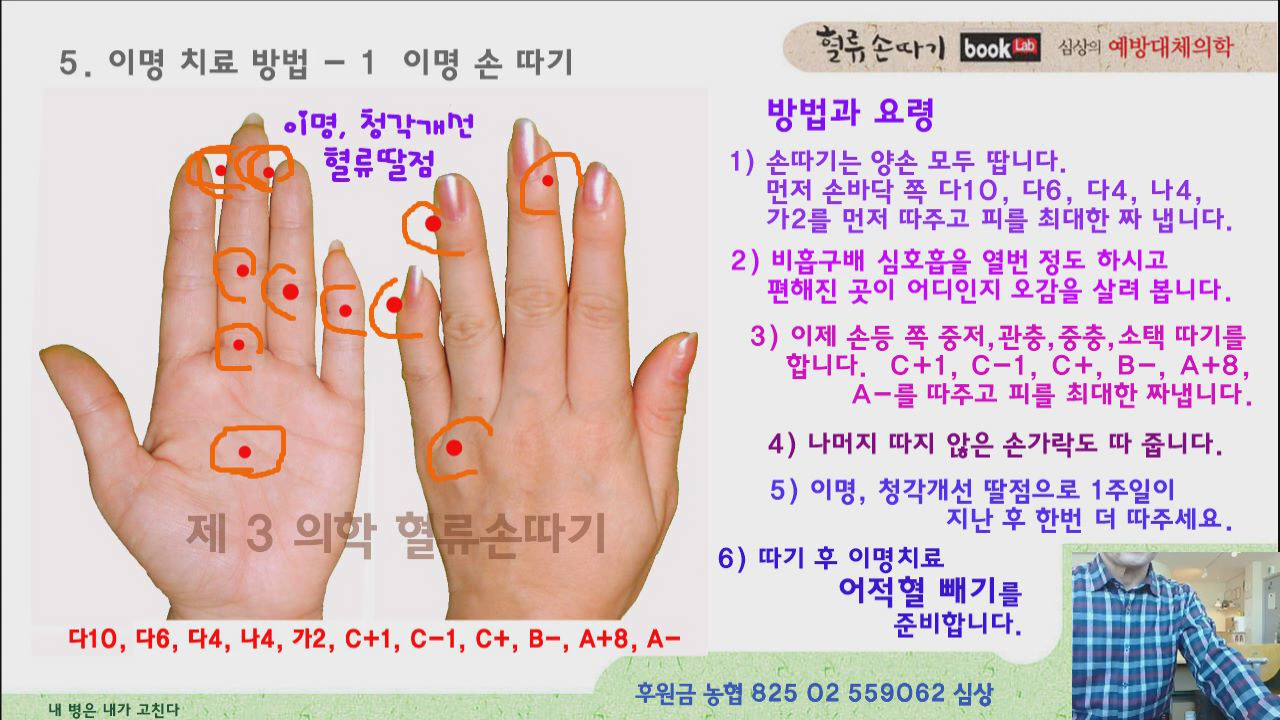 5. 이명 치료 방법 - 1 이명 손 따기
혈류손따기 book Lab 심상의 예방대체의학
이명, 청각개선
혈류딸점
제 3 의학 혈류손따기
다10, 다6, 다4, 나4, 가2, C+1, C-1, C+, B-, A+8, A-
방법과 요령
1) 손따기는 양손 모두 땁니다.
먼저 손바닥 쪽 다10, 다6, 다4, 나4,
가2를 먼저 따주고 피를 최대한 짜 냅니다.
2) 비흡구배 심호흡을 열번 정도 하시고
편해진 곳이 어디인지 오감을 살려 봅니다.
3) 이제 손등 쪽 중저,관충,중충,소택 따기를
합니다. C+1, C-1, C+, B-, A+8,
A-를 따주고 피를 최대한 짜냅니다.
4) 나머지 따지 않은 손가락도 따 줍니다.
5) 이명, 청각개선 딸점으로 1주일이
지난 후 한번 더 따주세요.
6) 따기 후 이명치료
어적혈 빼기를
준비합니다.
후원금 농협 825 02 559062 심상
내 병은 내가 고친다